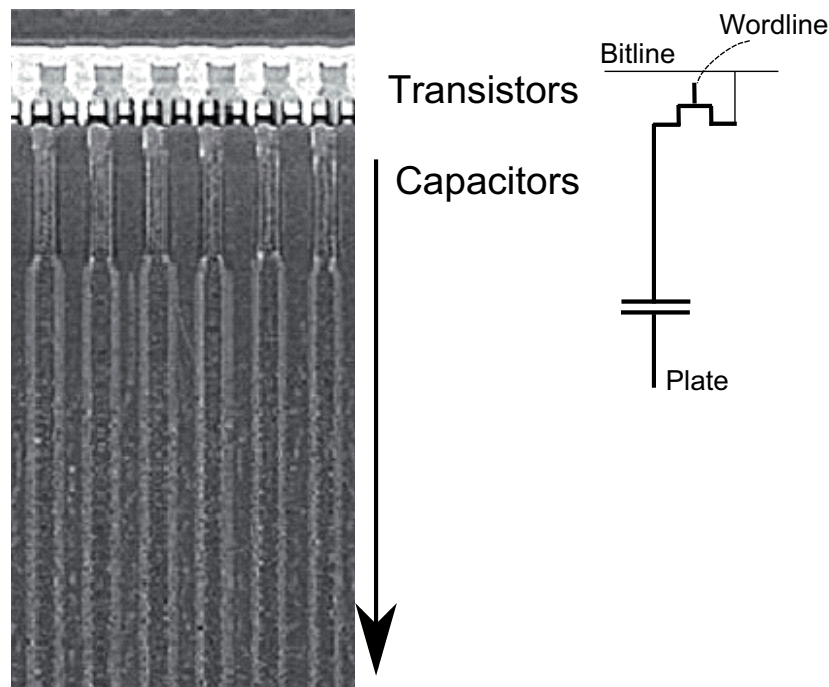 Wordline
Bitline
Transistors
Capacitors
Plate